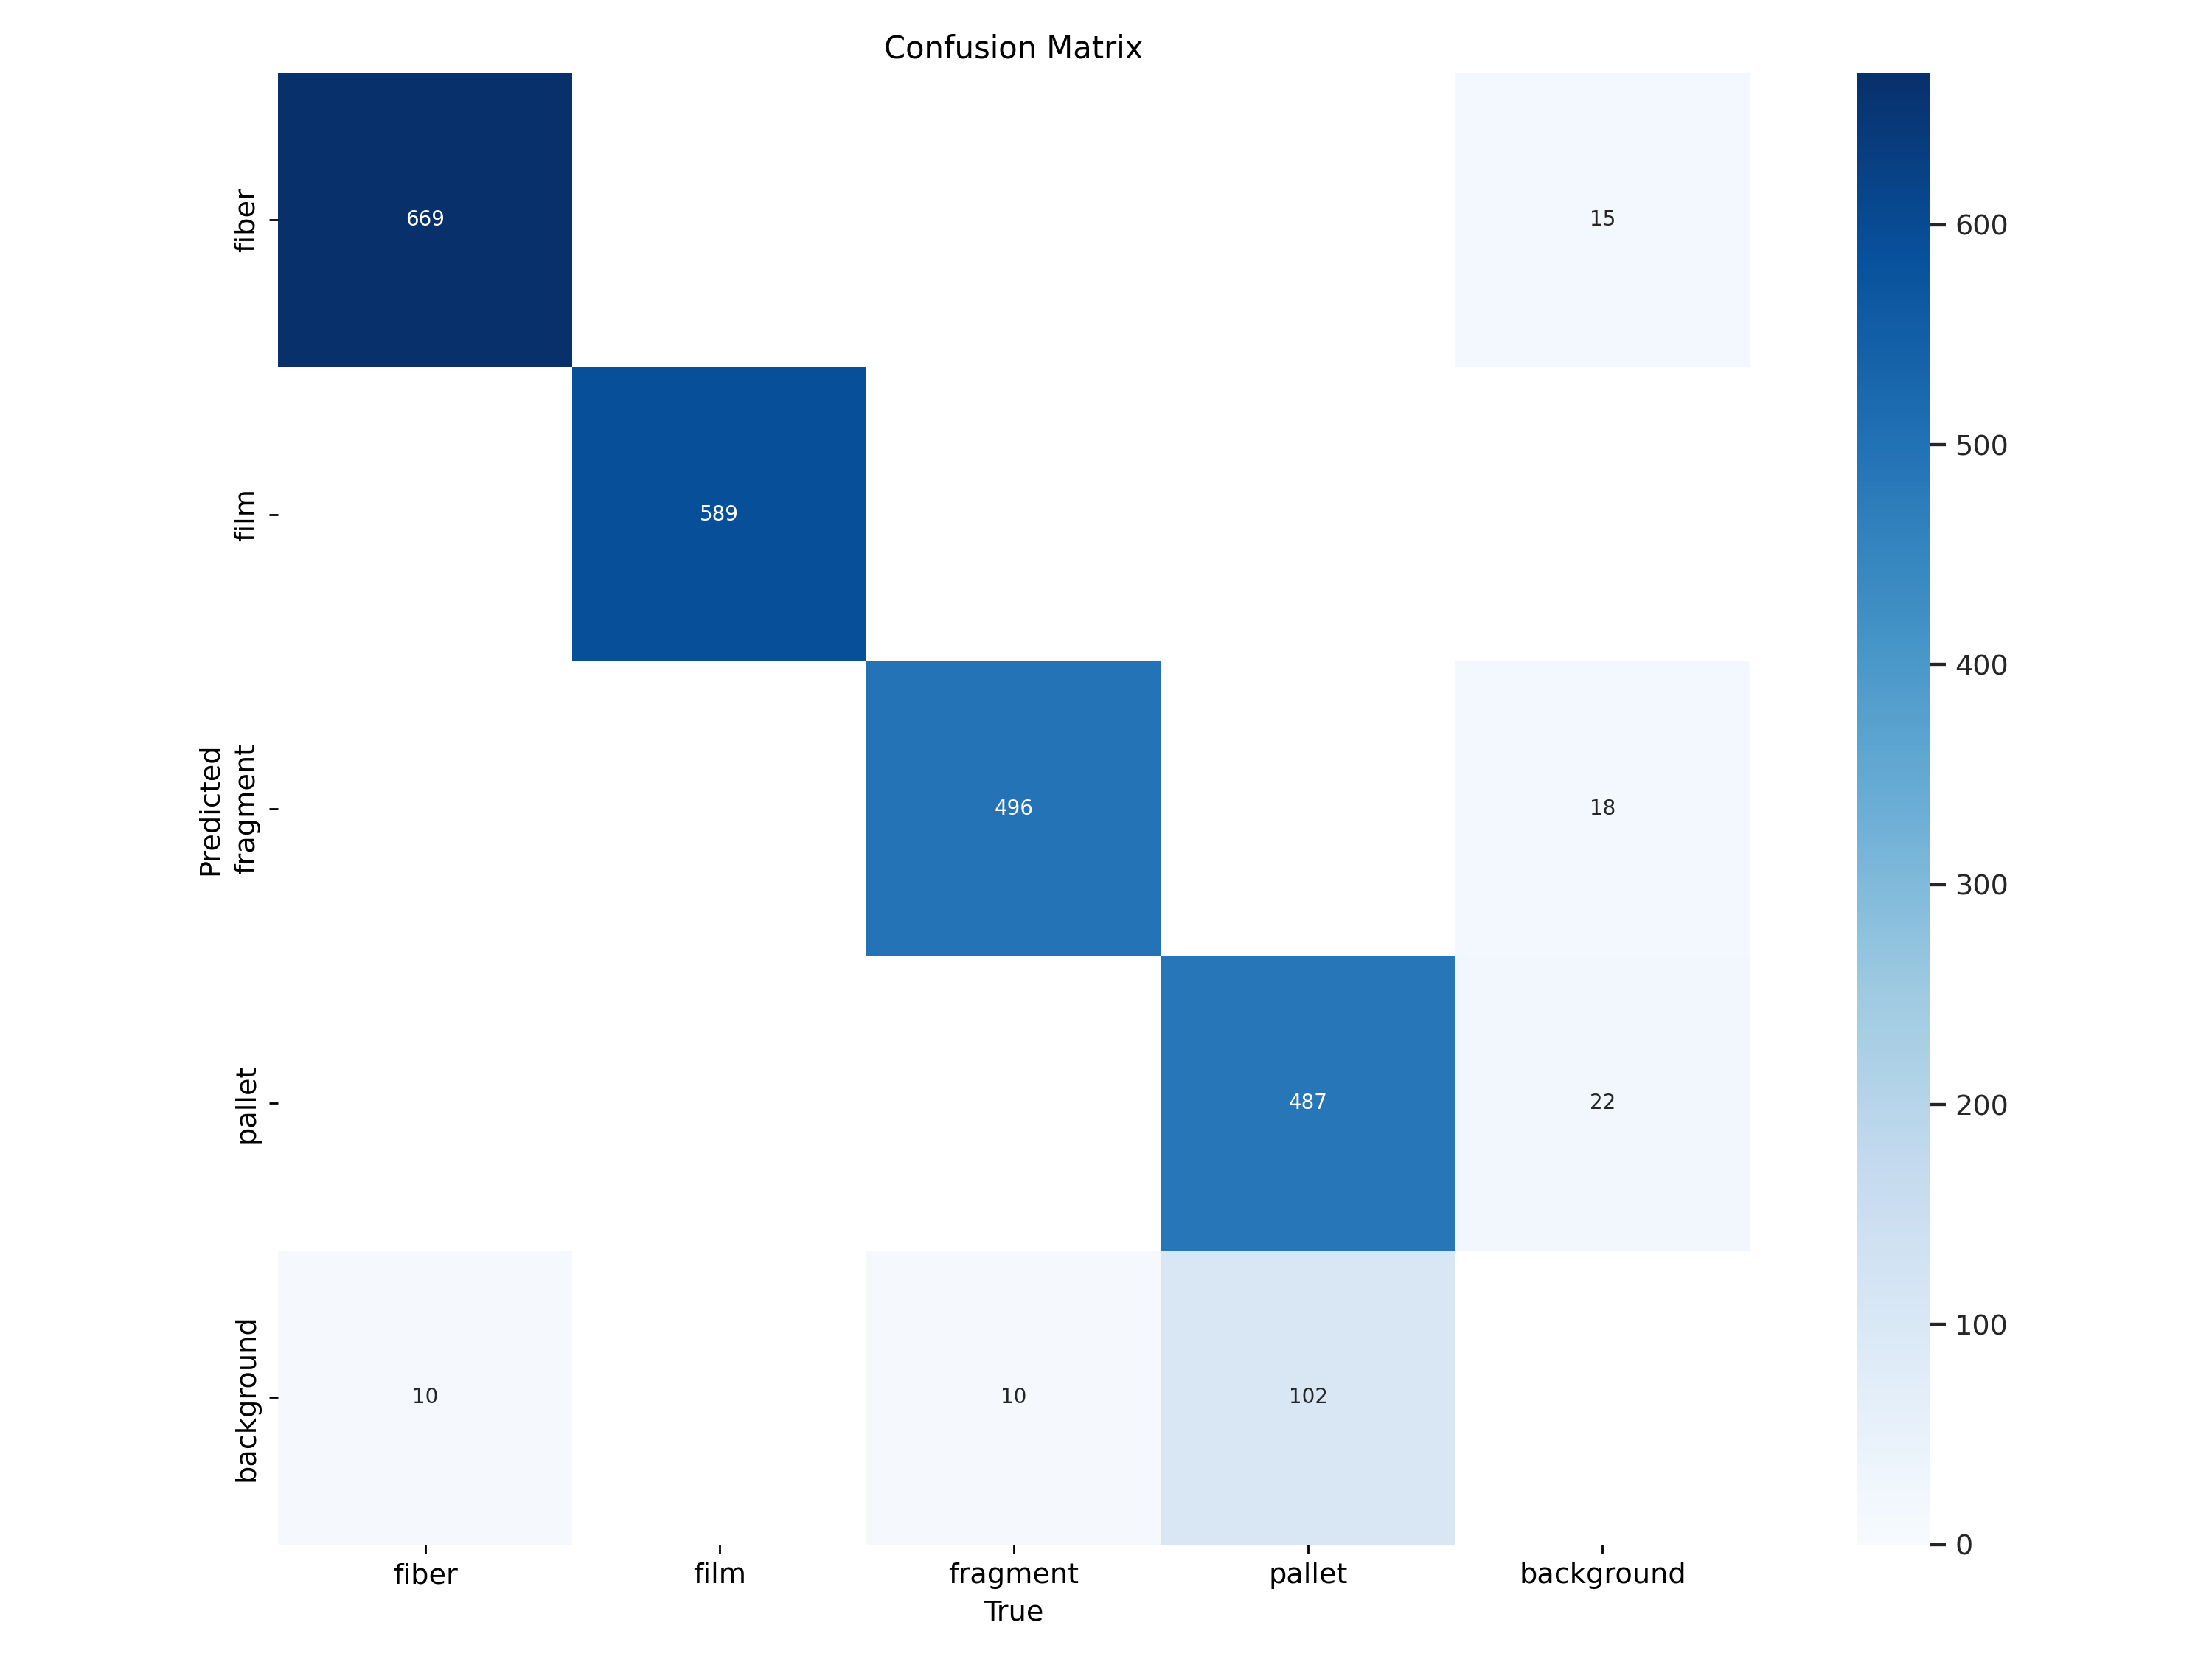 Confusion Matrix
fiber
669
15
600
film
589
500
Predicted
fragment
496
18
400
300
pallet
487
22
200
background
10
10
102
100
0
fiber
film
fragment
pallet
background
True